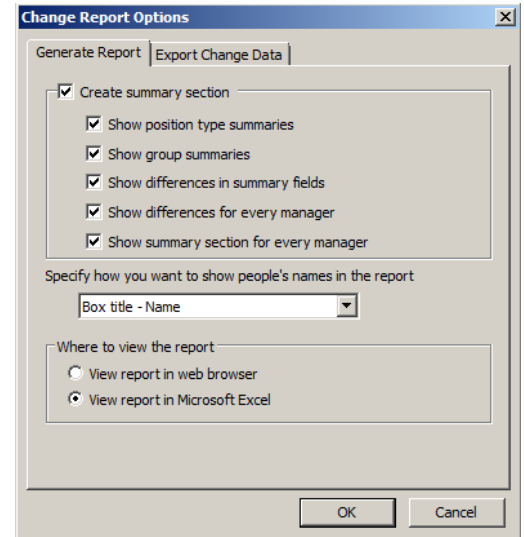 Change Report Options
Generate Report Export Change Data
Create summary section
Show position type summaries
Show group summaries
Show differences in summary fields
Show differences for every manager
Show summary section for every manager
Specify how you want to show people's names in the report
Box title - Name
Where to view the report
View report in web browser
View report in Microsoft Excel
OK Cancel